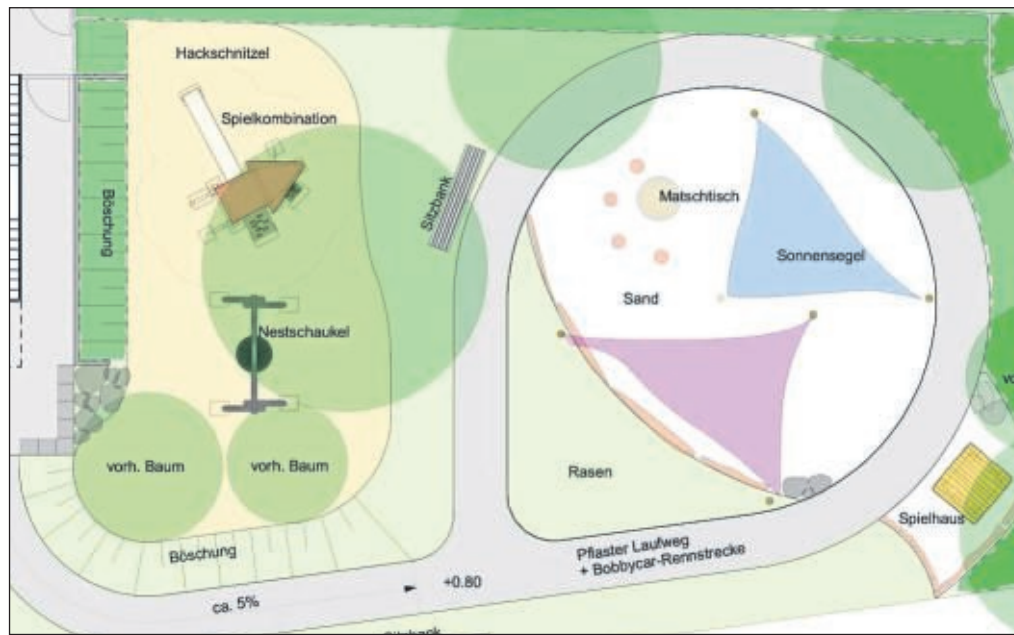 Hackschnitzel
Spielkombination
Böschung
Sitzbank
Matschtisch
Sonnensegel
Sand
Nestschaukel
vorh. Baum
vorh. Baum
Rasen
Spielhaus
Böschung
Pflaster Laufweg
+ Bobbycar-Rennstrecke
+0.80
ca. 5%
Sitzbank